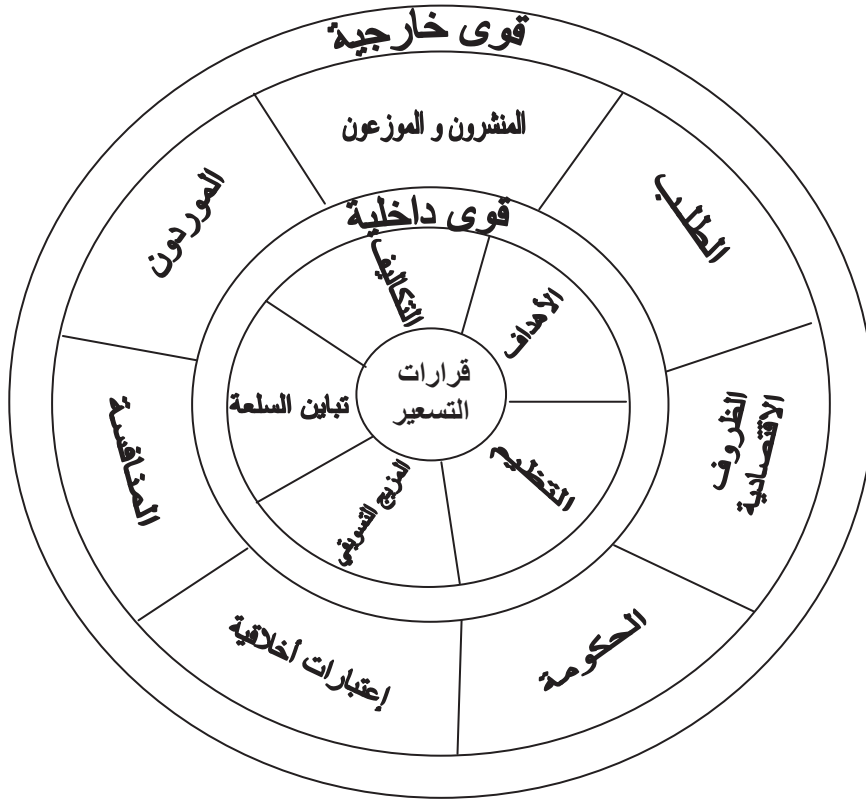 قوى خارجية
المنشرون و الموزعون
الطلب
الظروف
الاقتصادية
الحكومة
إعتبارات أخلاقية
المنافسة
الموردون
قوى داخلية
التكاليف
الأهداف
التنظيم
المزيج التسويقي
تباين السلعة
قرارات
التسعير